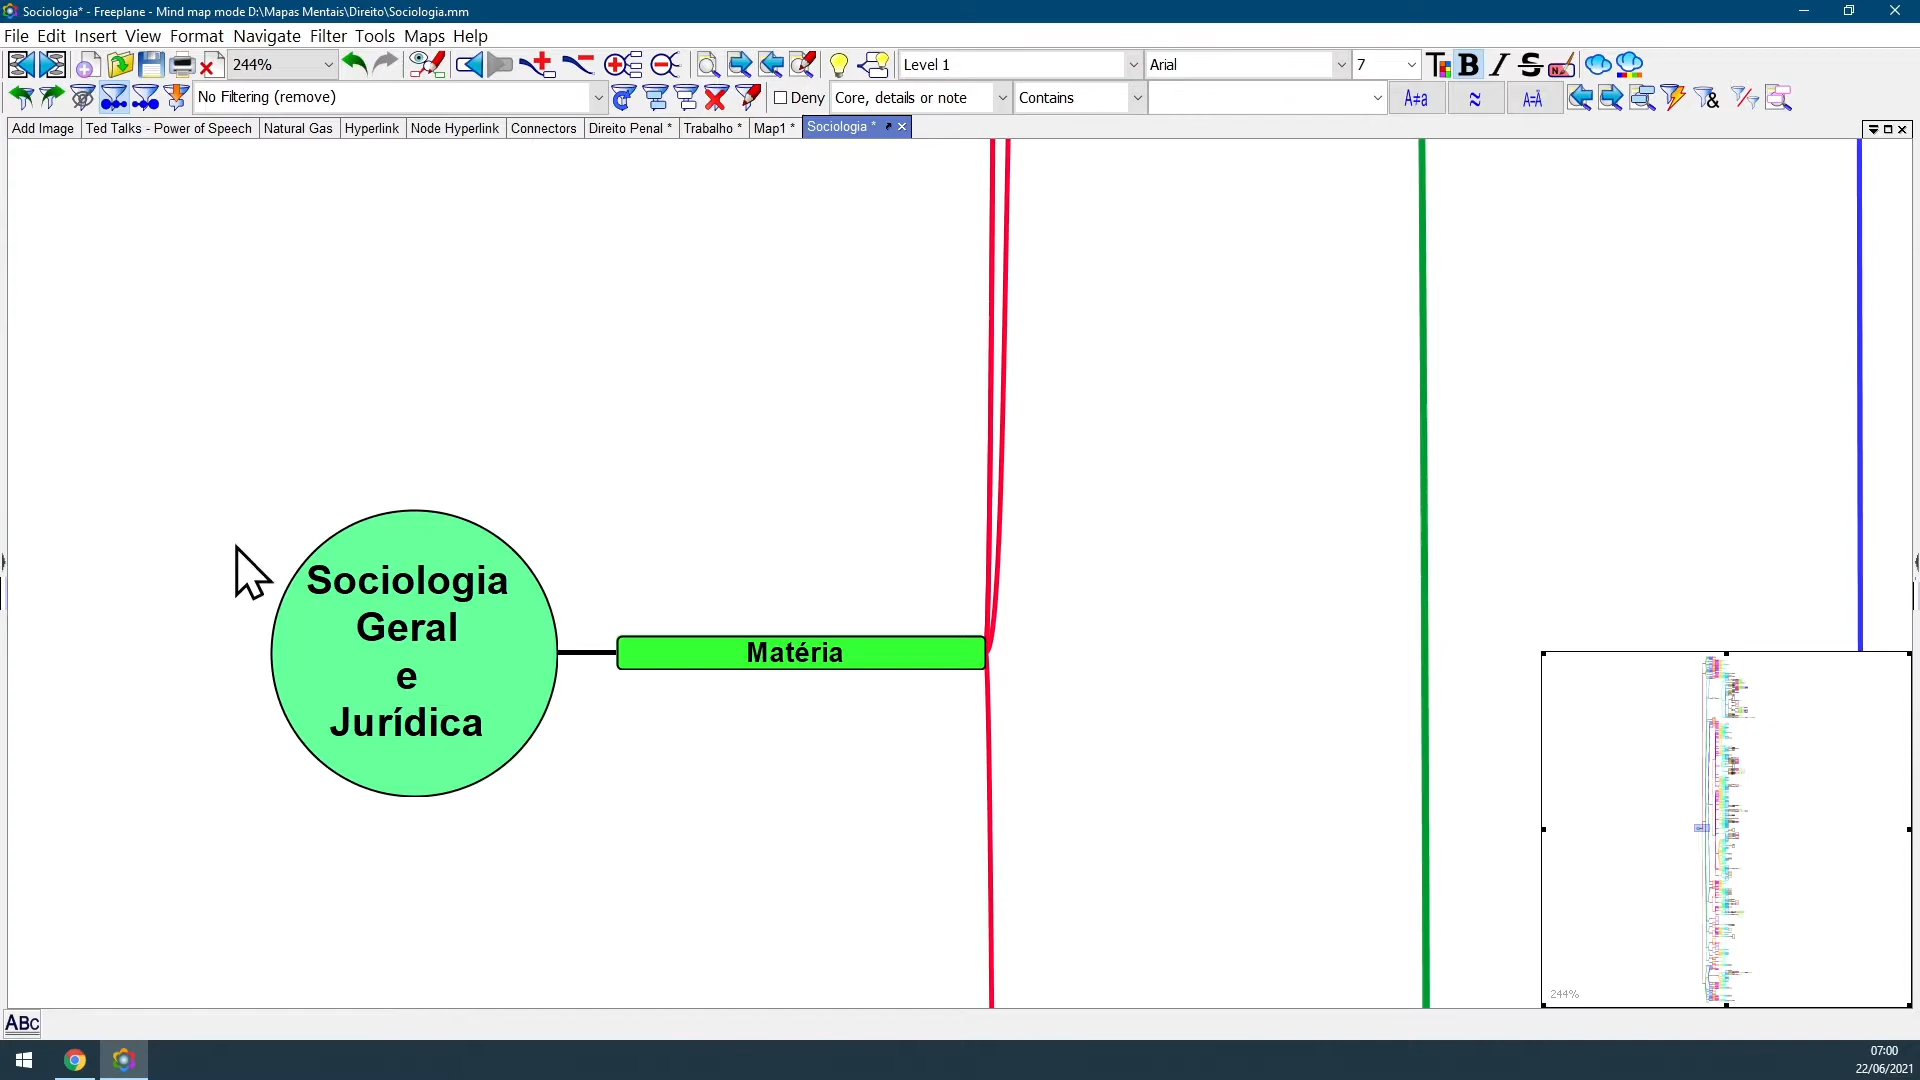 Sociologia* - Freeplane - Mind map mode D:\Mapas Mentais\Direito\Sociologia.mm
File Edit Insert View Format Navigate Filter Tools Maps Help
244% Level 1 Arial 7 B I S
No Filtering (remove) Deny Core, details or note Contains A≠a ≈ A=Ä
Add Image Ted Talks - Power of Speech Natural Gas Hyperlink Node Hyperlink Connectors Direito Penal * Trabalho * Map1 * Sociologia *
Sociologia
Geral
e
Jurídica
Matéria
244%
ABC
07:00
22/06/2021